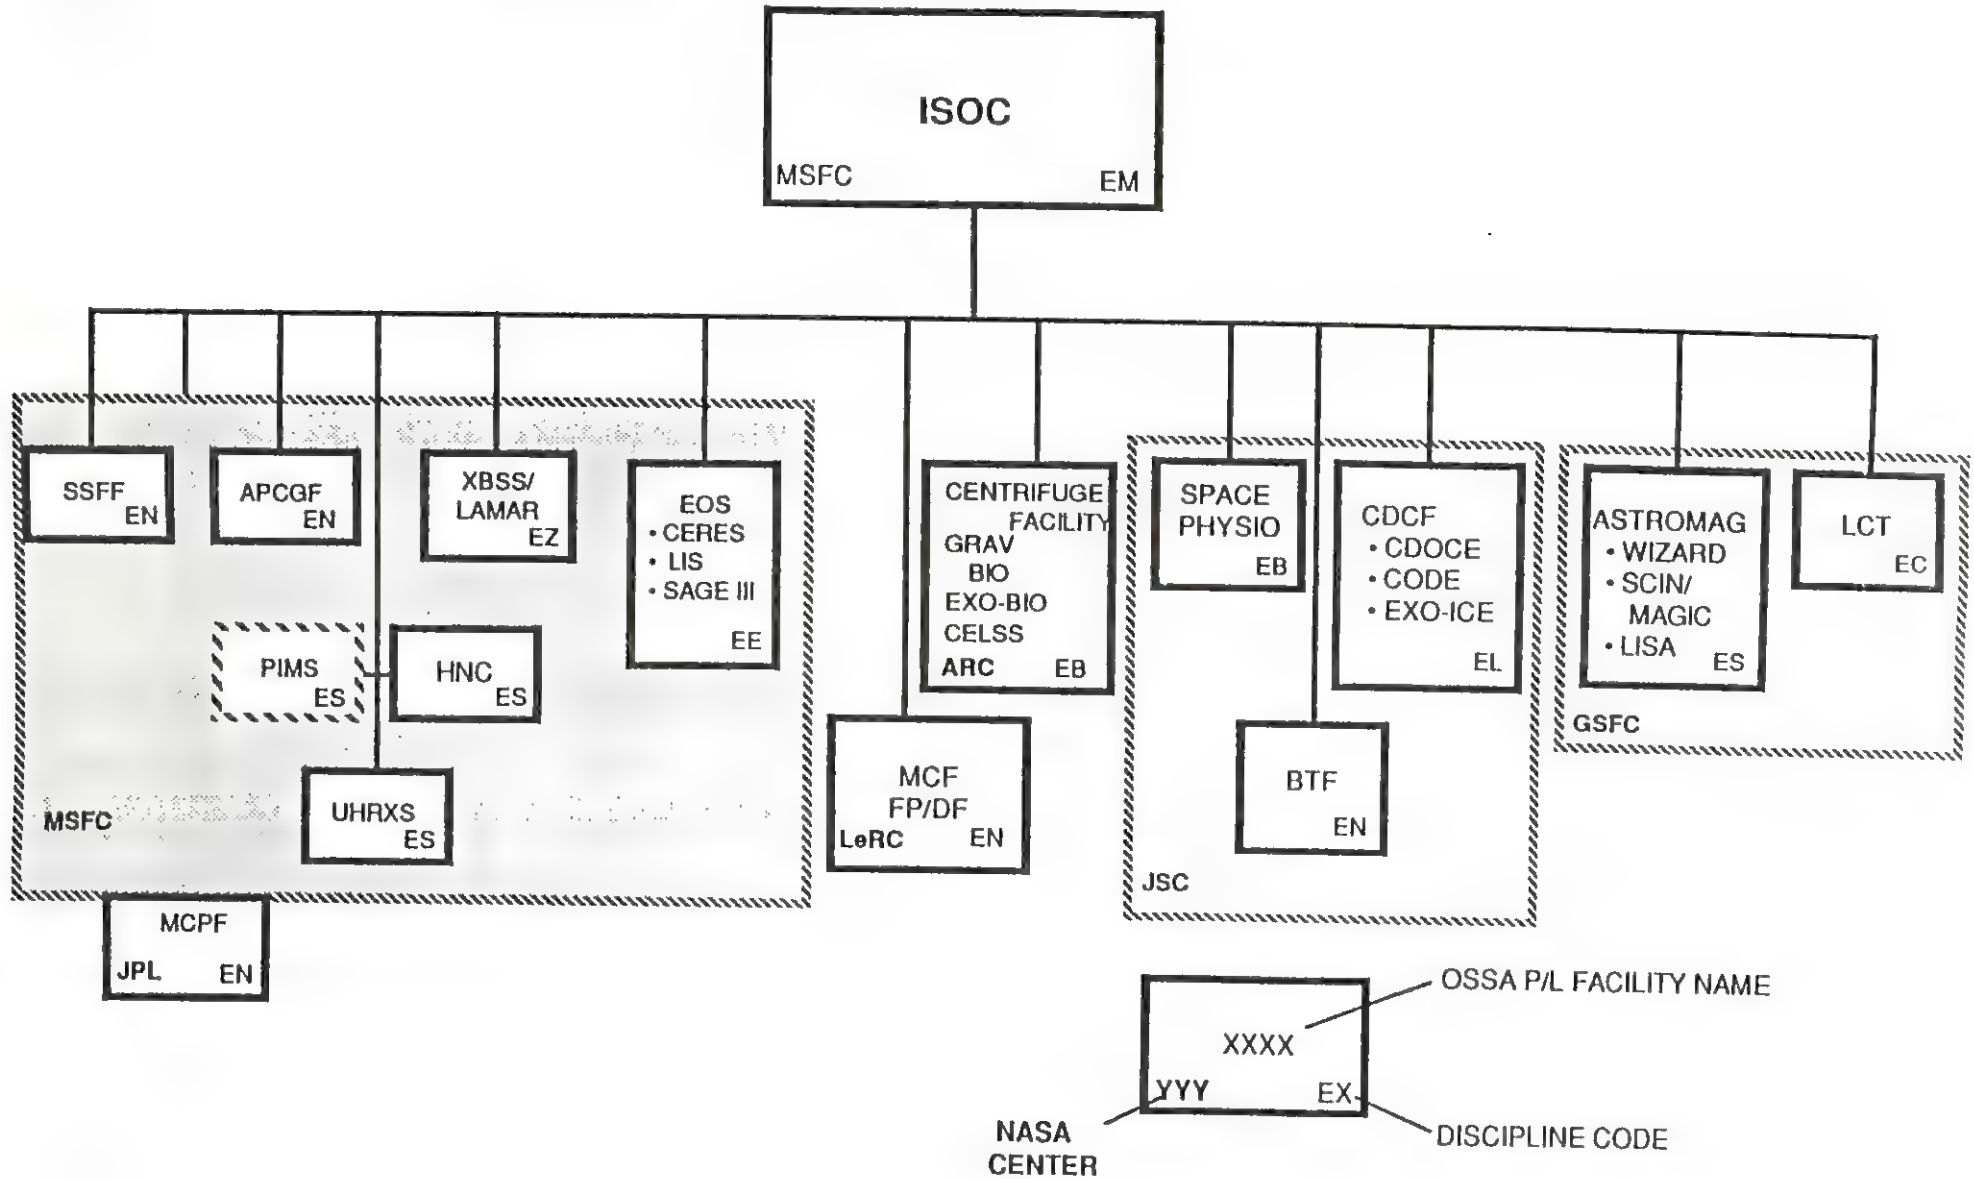 ISOC
MSFC EM
SSFF
EN
APCGF
EN
XBSS/
LAMAR
EZ
EOS
• CERES
• LIS
• SAGE III
EE
PIMS
ES
HNC
ES
UHRXS
ES
MSFC
MCPF
JPL EN
CENTRIFUGE
FACILITY
GRAV
BIO
EXO-BIO
CELSS
ARC EB
MCF
FP/DF
LeRC EN
SPACE
PHYSIO
EB
CDCF
• CDOCE
• CODE
• EXO-ICE
EL
BTF
EN
JSC
ASTROMAG
• WIZARD
• SCIN/
MAGIC
• LISA ES
LCT
EC
GSFC
OSSA P/L FACILITY NAME
XXXX
YYY EX
NASA
CENTER
DISCIPLINE CODE